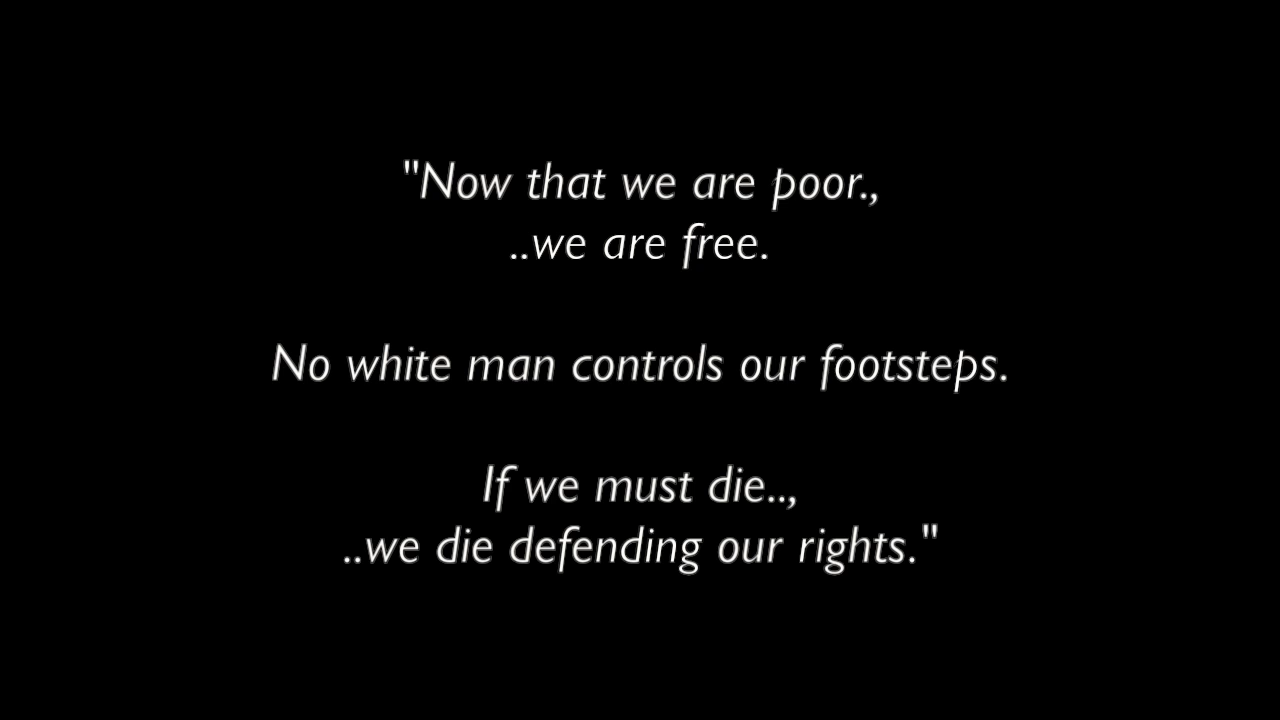 "Now that we are poor.,
..we are free.
No white man controls our footsteps.
If we must die..,
..we die defending our rights."